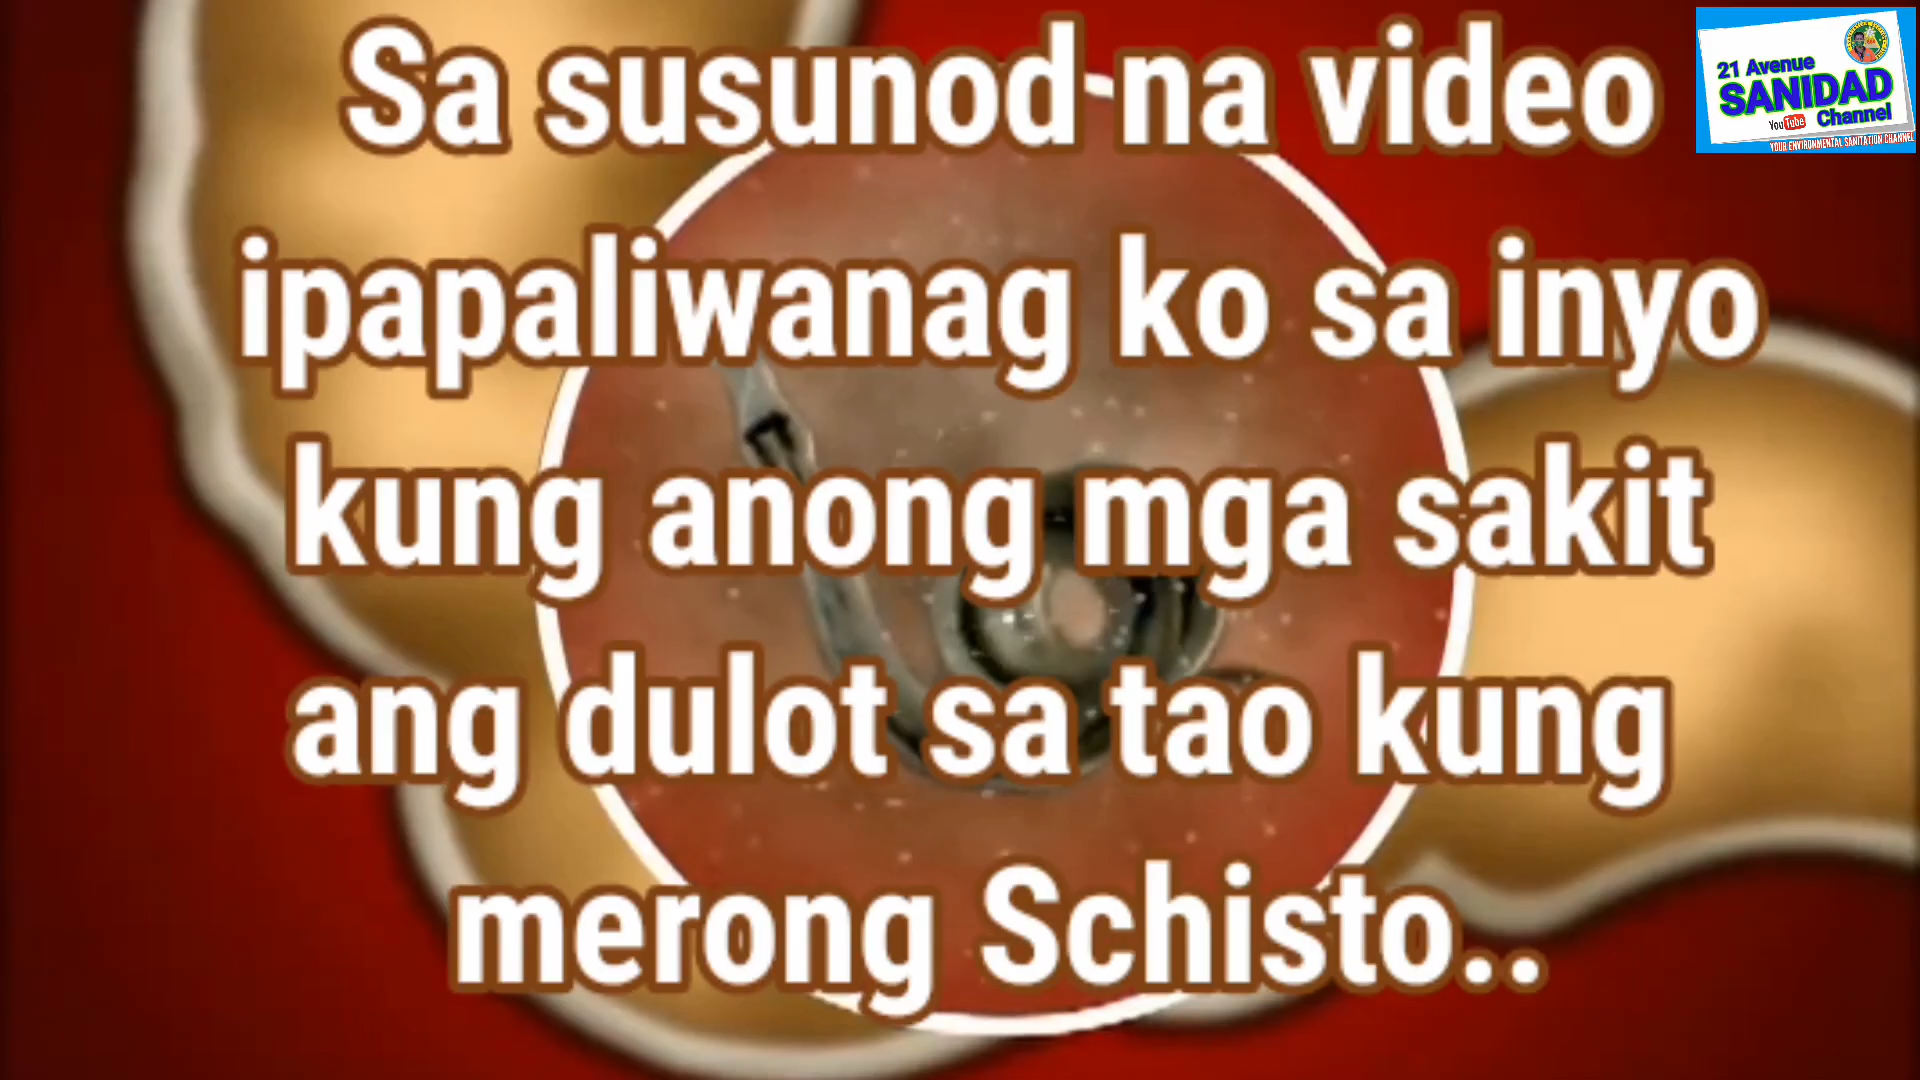 Sa susunod na video
ipapaliwanag ko sa inyo
kung anong mga sakit
ang dulot sa tao kung
merong Schisto..
21 Avenue
SANIDAD
YouTube Channel
YOUR ENVIRONMENTAL SANITATION CHANNEL